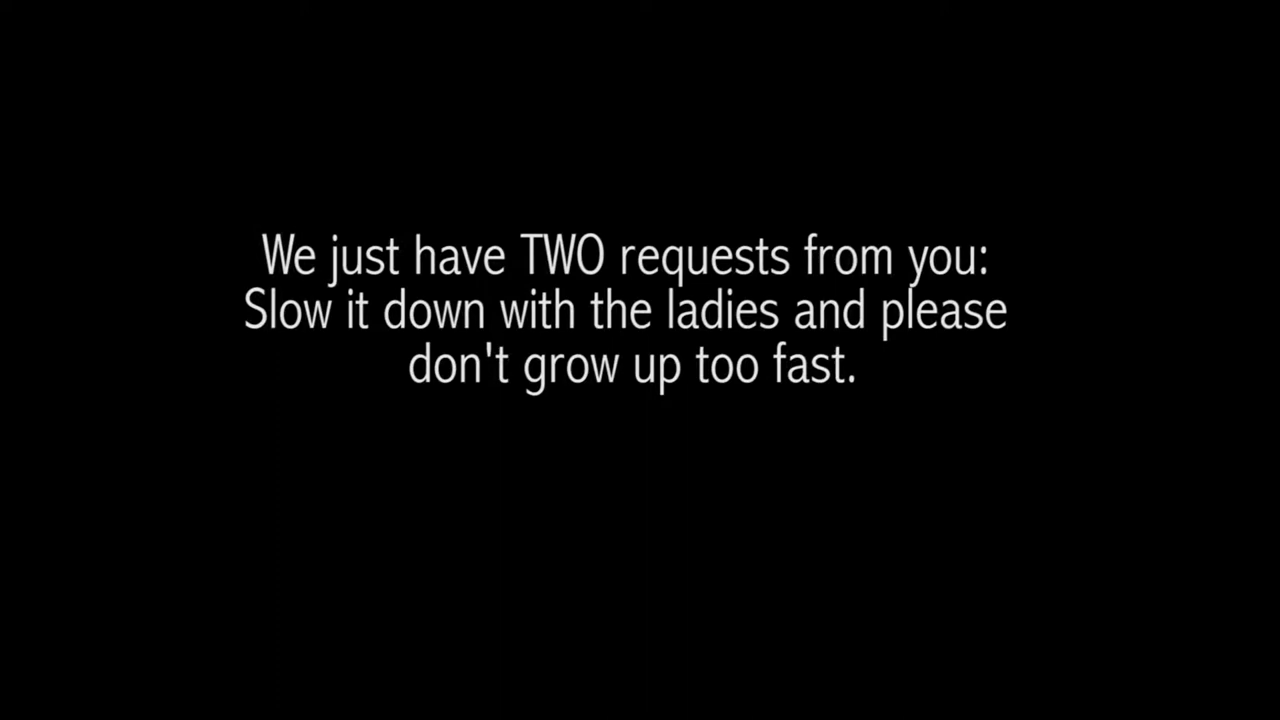 We just have TWO requests from you:
Slow it down with the ladies and please
don't grow up too fast.